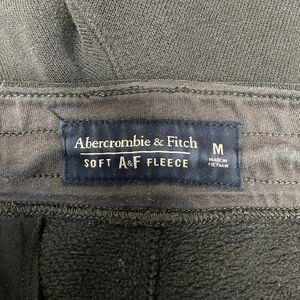 Abercrombie & Fitch
SOFT A&F FLEECE
M
MADE IN
VIETNAM